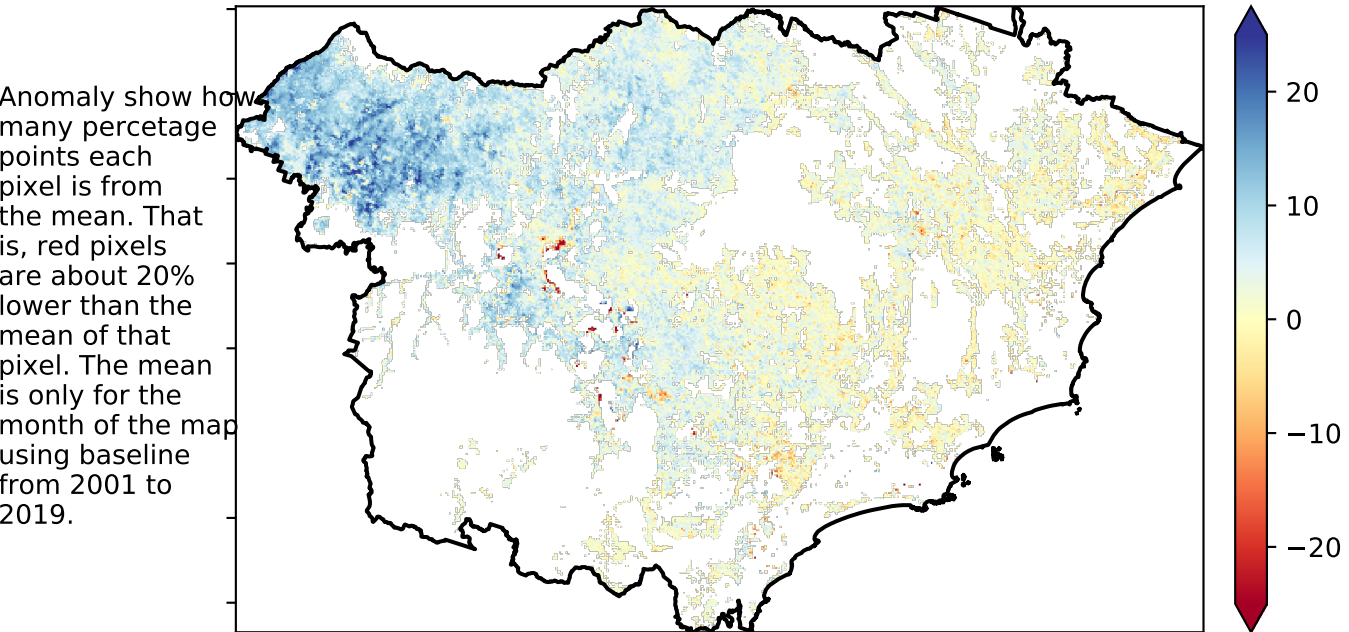 Anomaly show how
many percetage
points each
pixel is from
the mean. That
is, red pixels
are about 20%
lower than the
mean of that
pixel. The mean
is only for the
month of the map
using baseline
from 2001 to
2019.
20
10
0
−10
−20